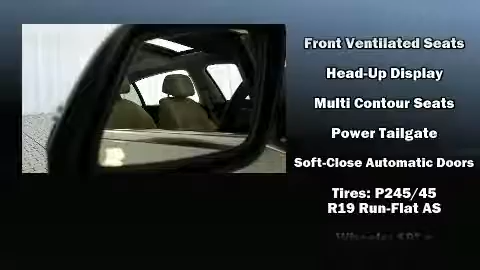 Front Ventilated Seats
Head-Up Display
Multi Contour Seats
Power Tailgate
Soft-Close Automatic Doors
Tires: P245/45
R19 Run-Flat AS